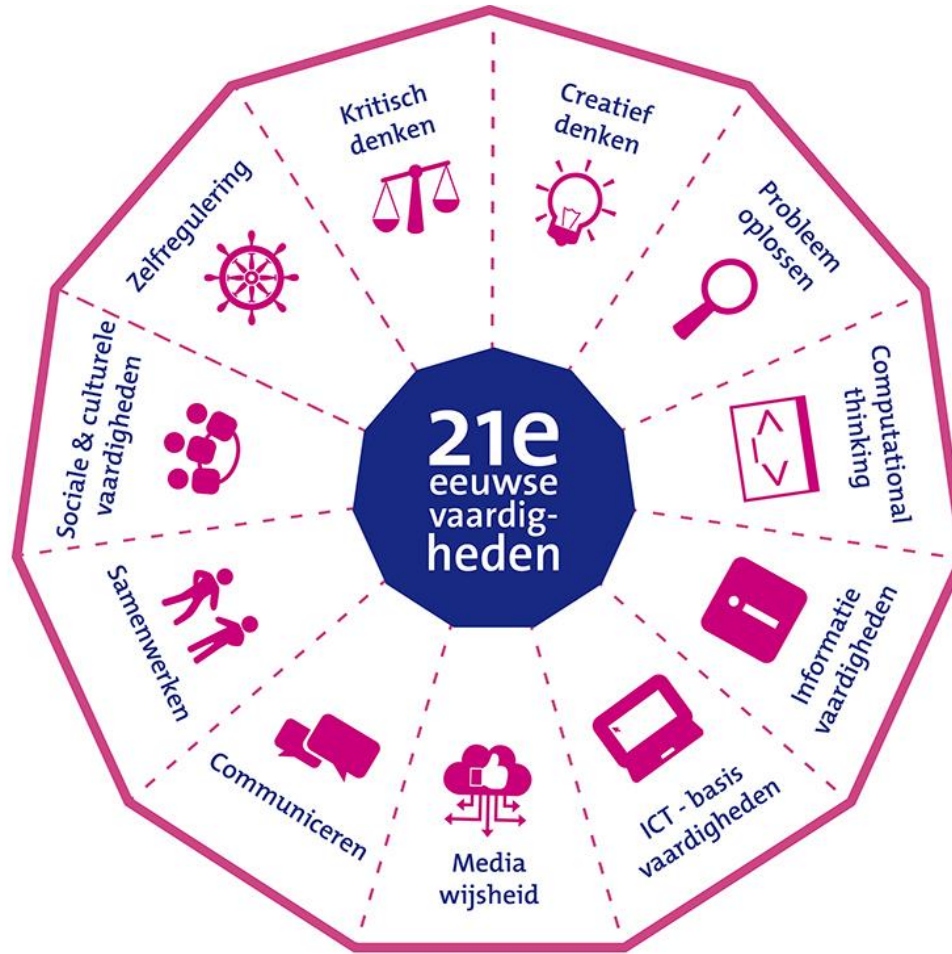 21e
eeuwse
vaardig-
heden
Kritisch
denken
Creatief
denken
Probleem
oplossen
Computational
thinking
Informatie
vaardigheden
ICT - basis
vaardigheden
Media
wijsheid
Communiceren
Samenwerken
Sociale & culturele
vaardigheden
Zelfregulering